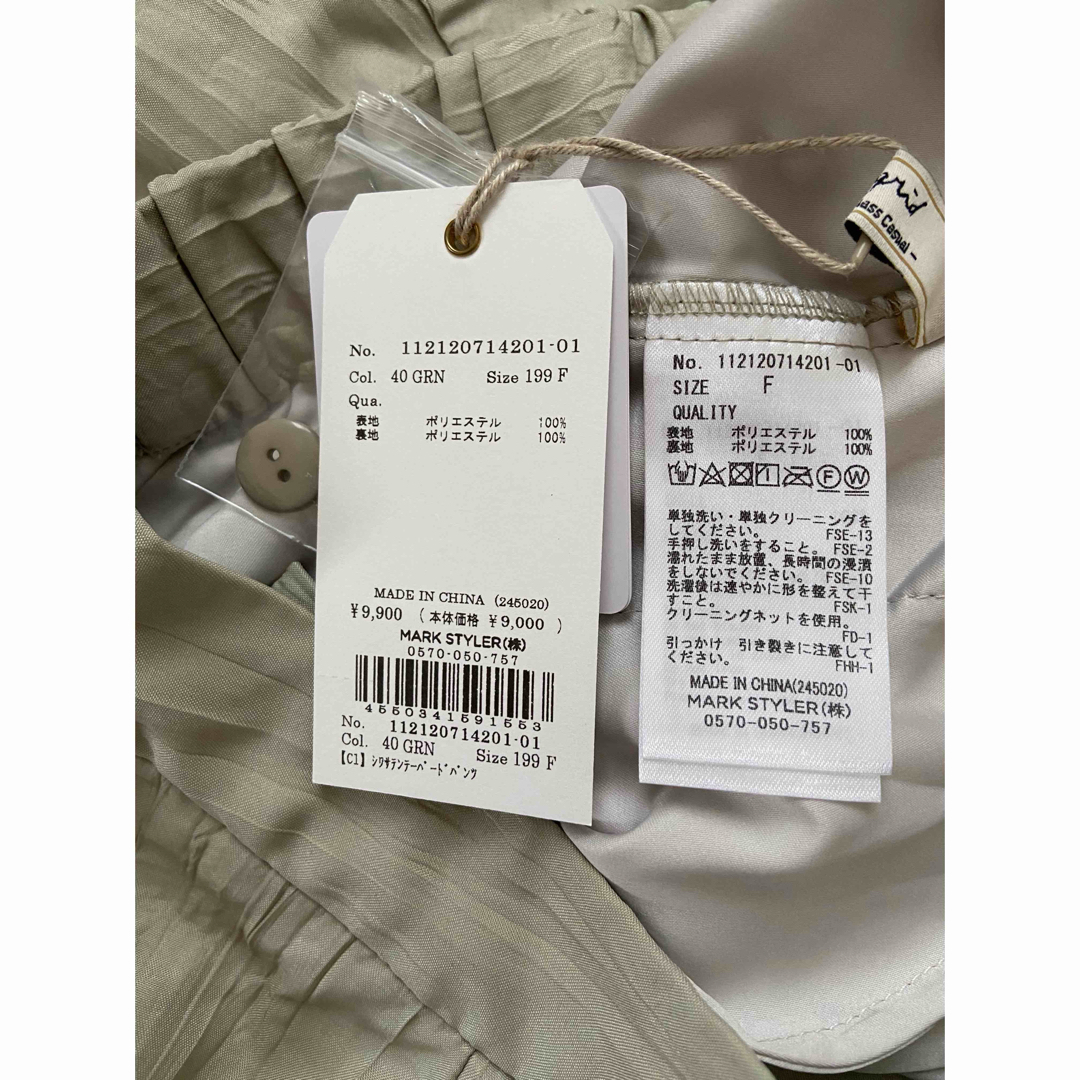 No. 112120714201-01
Col. 40 GRN Size 199 F
Qua.
表地 ポリエステル 100%
裏地 ポリエステル 100%
MADE IN CHINA (245020)
¥9,900 ( 本体価格 ¥9,000 )
MARK STYLER(株)
0570-050-757
4550341591553
No. 112120714201-01
Col. 40 GRN Size 199 F
【C1】ｼﾜｻﾃﾝﾃｰﾊﾟｰﾄﾞﾊﾟﾝﾂ
grid
ass Casual -
No. 112120714201-01
SIZE F
QUALITY
表地 ポリエステル 100%
裏地 ポリエステル 100%
F W
単独洗い・単独クリーニングを
してください。 FSE-13
手押し洗いをすること。 FSE-2
濡れたまま放置、長時間の浸漬
をしないでください。 FSE-10
洗濯後は速やかに形を整えて干
すこと。 FSK-1
クリーニングネットを使用。
FD-1
引っかけ 引き裂きに注意して
ください。 FHH-1
MADE IN CHINA(245020)
MARK STYLER(株)
0570-050-757